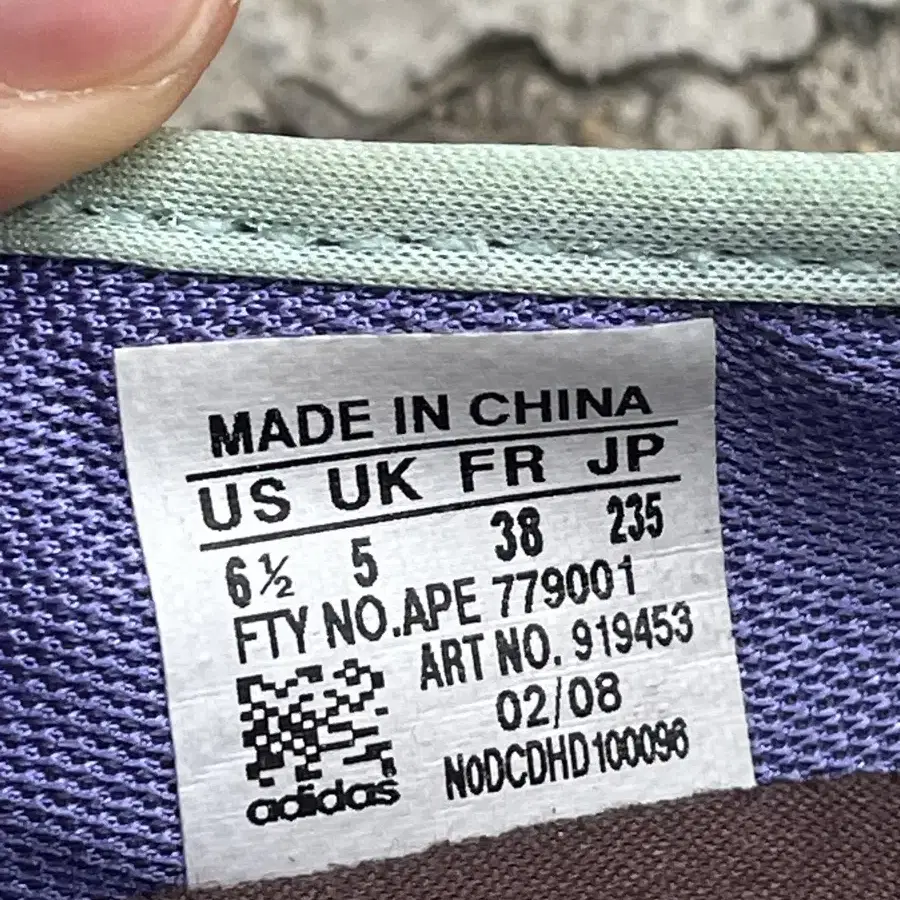 MADE IN CHINA
US UK FR JP
6½ 5 38 235
FTY NO.APE 779001
ART NO. 919453
02/08
N0DCDHD100096
adidas